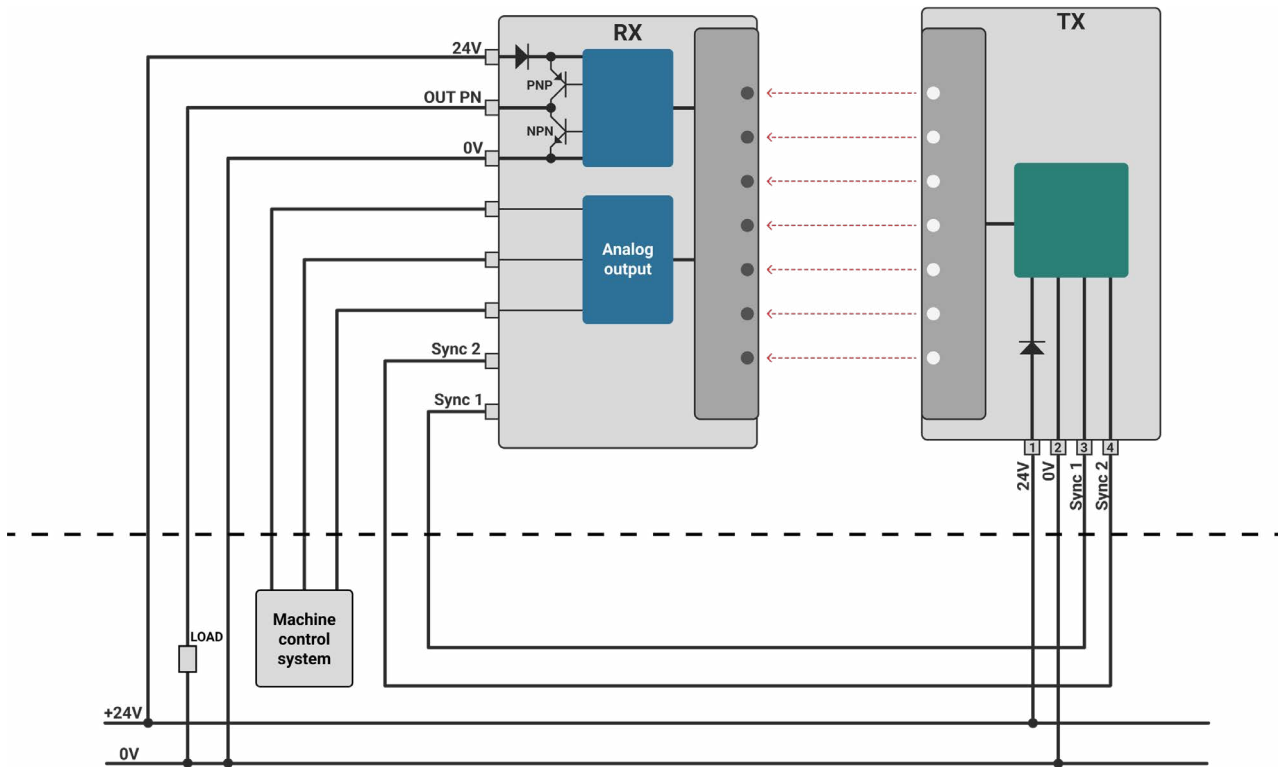 RX
TX
24V
PNP
OUT PN
NPN
0V
Analog
output
Sync 2
Sync 1
1
2
3
4
24V
0V
Sync 1
Sync 2
Machine
control
system
LOAD
+24V
0V